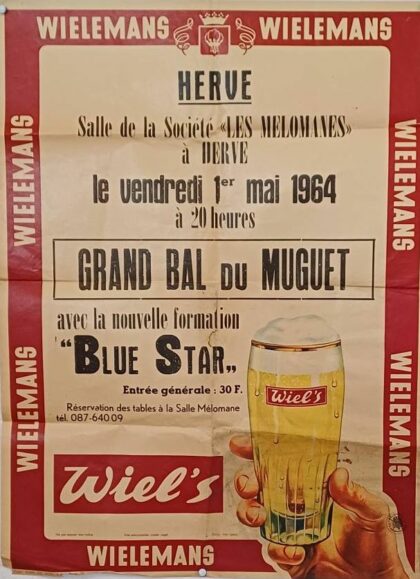 WIELEMANS WIELEMANS
HERVE
Salle de la Société «LES MELOMANES»
à HERVE
le vendredi 1er mai 1964
à 20 heures
GRAND BAL DU MUGUET
avec la nouvelle formation
"BLUE STAR„
Entrée générale : 30 F.
Réservation des tables à la Salle Mélomane
tél. 087-640.09
Wiel's
Wiel's
WIELEMANS
WIELEMANS
WIELEMANS
WIELEMANS
WIELEMANS